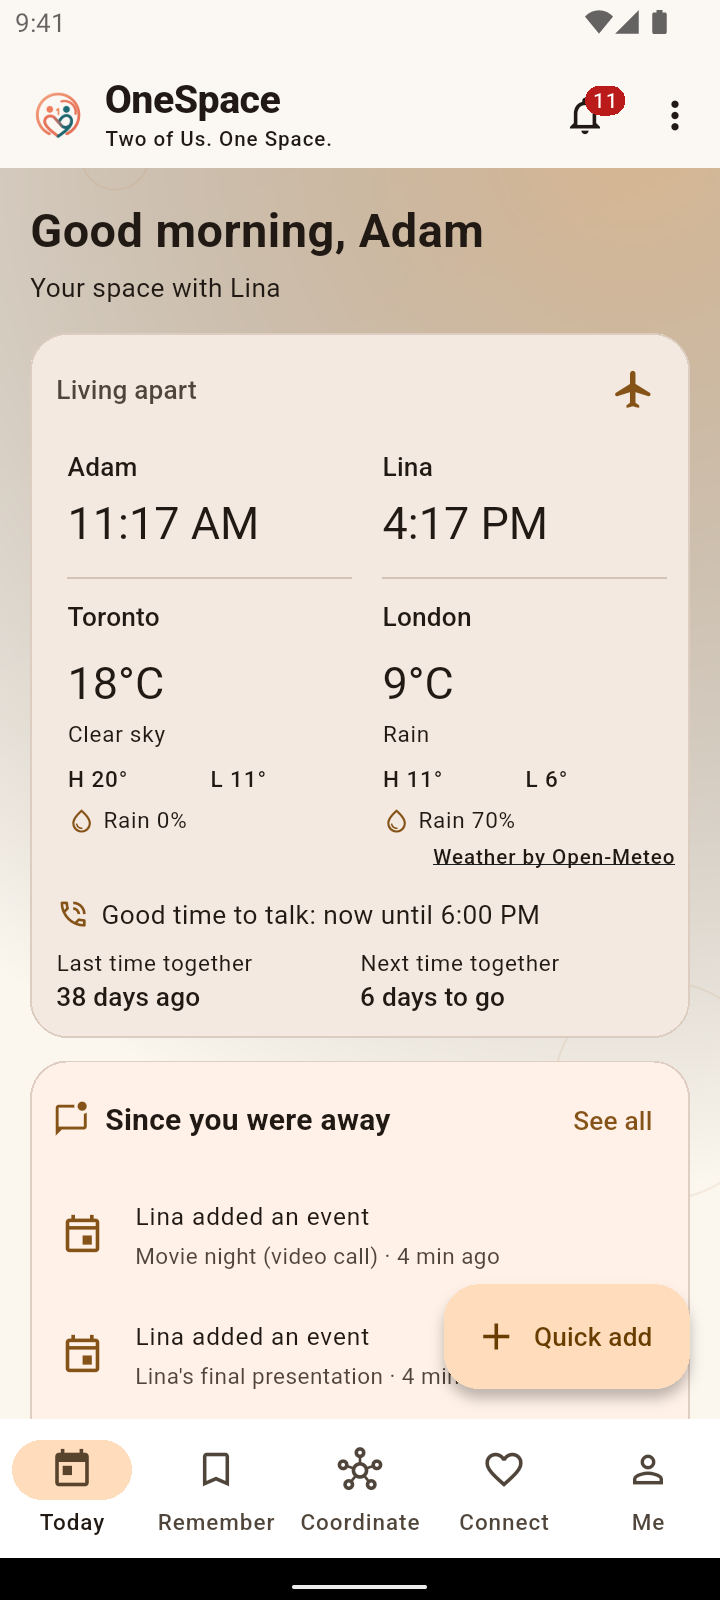 9:41
OneSpace
11
Two of Us. One Space.
Good morning, Adam
Your space with Lina
Living apart
Adam
11:17 AM
Lina
4:17 PM
Toronto
18°C
Clear sky
H 20° L 11°
Rain 0%
London
9°C
Rain
H 11° L 6°
Rain 70%
Weather by Open-Meteo
Good time to talk: now until 6:00 PM
Last time together
38 days ago
Next time together
6 days to go
Since you were away
See all
Lina added an event
Movie night (video call) · 4 min ago
Lina added an event
Lina's final presentation · 4 min
Quick add
Today
Remember
Coordinate
Connect
Me